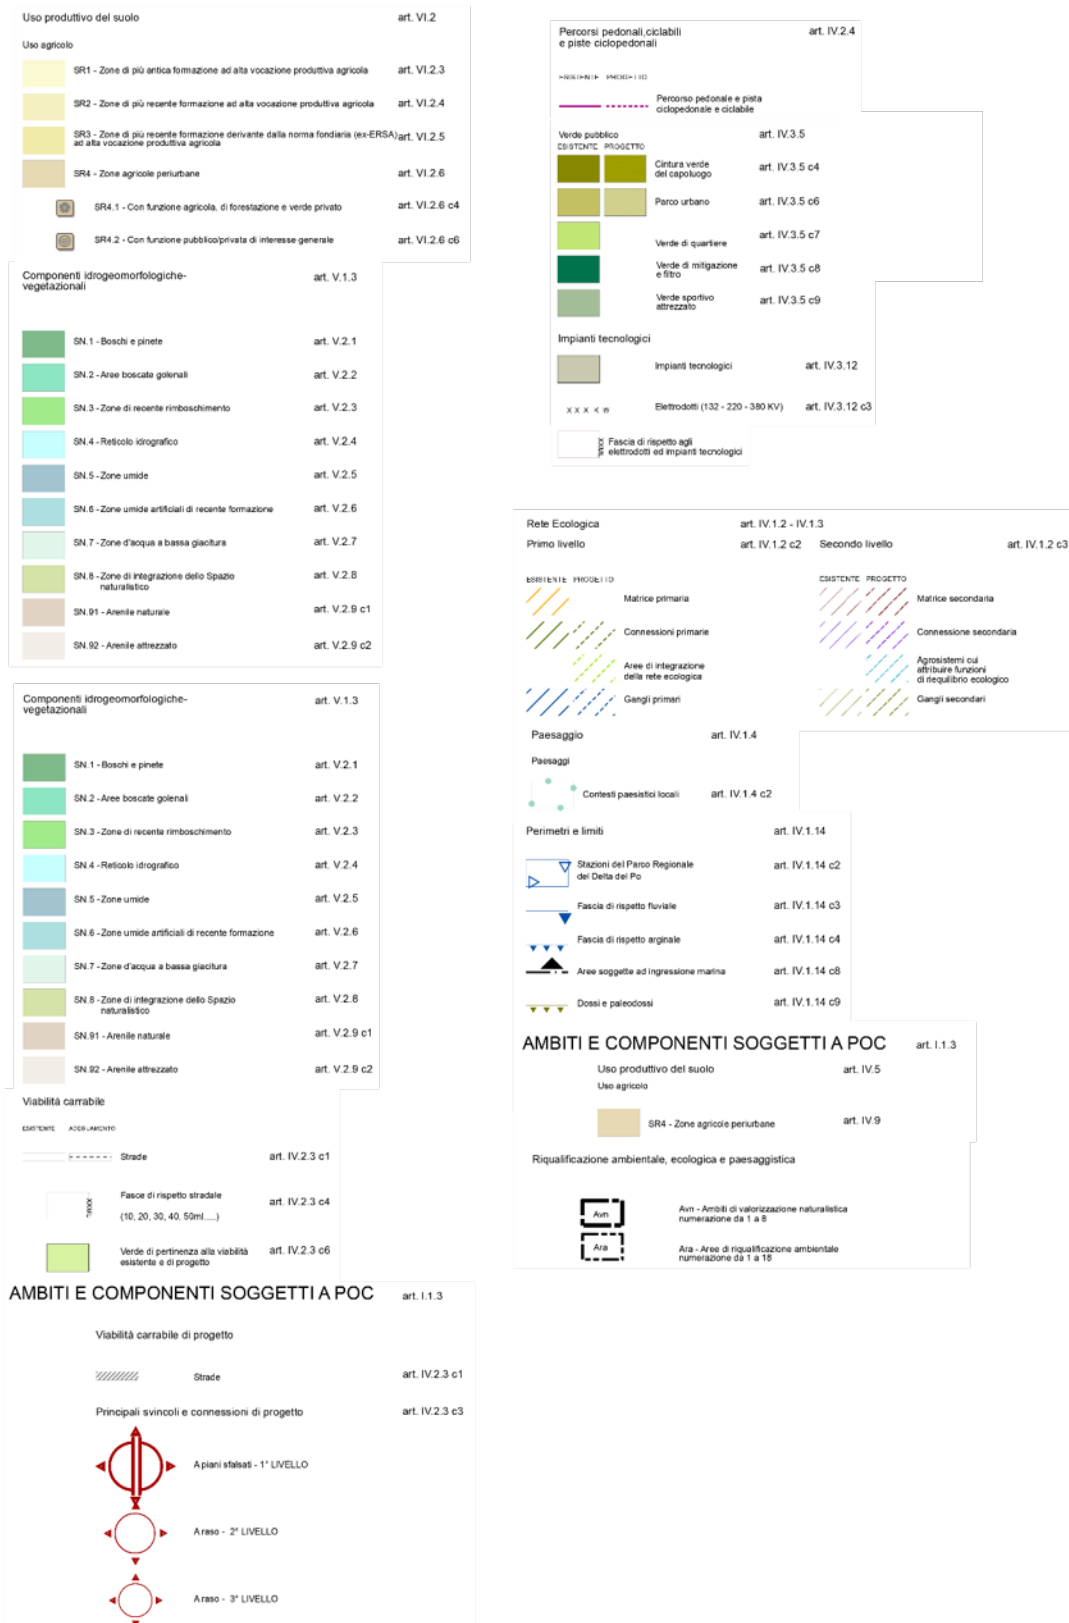 Uso produttivo del suolo art. VI.2
Uso agricolo
SR1 - Zone di più antica formazione ad alta vocazione produttiva agricola art. VI.2.3
SR2 - Zone di più recente formazione ad alta vocazione produttiva agricola art. VI.2.4
SR3 - Zone di più recente formazione derivante dalla norma fondiaria (ex-ERSA) art. VI.2.5
ad alta vocazione produttiva agricola
SR4 - Zone agricole periurbane art. VI.2.6
SR4.1 - Con funzione agricola, di forestazione e verde privato art. VI.2.6 c4
SR4.2 - Con funzione pubblico/privata di interesse generale art. VI.2.6 c6
Componenti idrogeomorfologiche- art. V.1.3
vegetazionali
SN.1 - Boschi e pinete art. V.2.1
SN.2 - Aree boscate golenali art. V.2.2
SN.3 - Zone di recente rimboschimento art. V.2.3
SN.4 - Reticolo idrografico art. V.2.4
SN.5 - Zone umide art. V.2.5
SN.6 - Zone umide artificiali di recente formazione art. V.2.6
SN.7 - Zone d'acqua a bassa giacitura art. V.2.7
SN.8 - Zone di integrazione dello Spazio art. V.2.8
naturalistico
SN.91 - Arenile naturale art. V.2.9 c1
SN.92 - Arenile attrezzato art. V.2.9 c2
Componenti idrogeomorfologiche- art. V.1.3
vegetazionali
SN.1 - Boschi e pinete art. V.2.1
SN.2 - Aree boscate golenali art. V.2.2
SN.3 - Zone di recente rimboschimento art. V.2.3
SN.4 - Reticolo idrografico art. V.2.4
SN.5 - Zone umide art. V.2.5
SN.6 - Zone umide artificiali di recente formazione art. V.2.6
SN.7 - Zone d'acqua a bassa giacitura art. V.2.7
SN.8 - Zone di integrazione dello Spazio art. V.2.8
naturalistico
SN.91 - Arenile naturale art. V.2.9 c1
SN.92 - Arenile attrezzato art. V.2.9 c2
Viabilità carrabile
ESISTENTE ADEGUAMENTO
Strade art. IV.2.3 c1
Fasce di rispetto stradale art. IV.2.3 c4
(10, 20, 30, 40, 50ml.....)
Verde di pertinenza alla viabilità art. IV.2.3 c6
esistente e di progetto
AMBITI E COMPONENTI SOGGETTI A POC art. I.1.3
Viabilità carrabile di progetto
Strade art. IV.2.3 c1
Principali svincoli e connessioni di progetto art. IV.2.3 c3
A piani sfalsati - 1° LIVELLO
A raso - 2° LIVELLO
A raso - 3° LIVELLO
Percorsi pedonali,ciclabili art. IV.2.4
e piste ciclopedonali
ESISTENTE PROGETTO
Percorso pedonale e pista
ciclopedonale e ciclabile
Verde pubblico art. IV.3.5
ESISTENTE PROGETTO
Cintura verde art. IV.3.5 c4
del capoluogo
Parco urbano art. IV.3.5 c6
Verde di quartiere art. IV.3.5 c7
Verde di mitigazione art. IV.3.5 c8
e filtro
Verde sportivo art. IV.3.5 c9
attrezzato
Impianti tecnologici
Impianti tecnologici art. IV.3.12
Elettrodotti (132 - 220 - 380 KV) art. IV.3.12 c3
Fascia di rispetto agli
elettrodotti ed impianti tecnologici
Rete Ecologica art. IV.1.2 - IV.1.3
Primo livello art. IV.1.2 c2 Secondo livello art. IV.1.2 c3
ESISTENTE PROGETTO ESISTENTE PROGETTO
Matrice primaria Matrice secondaria
Connessioni primarie Connessione secondaria
Aree di integrazione Agrosistemi cui
della rete ecologica attribuire funzioni
di riequilibrio ecologico
Gangli primari Gangli secondari
Paesaggio art. IV.1.4
Paesaggi
Contesti paesistici locali art. IV.1.4 c2
Perimetri e limiti art. IV.1.14
Stazioni del Parco Regionale art. IV.1.14 c2
del Delta del Po
Fascia di rispetto fluviale art. IV.1.14 c3
Fascia di rispetto arginale art. IV.1.14 c4
Aree soggette ad ingressione marina art. IV.1.14 c8
Dossi e paleodossi art. IV.1.14 c9
AMBITI E COMPONENTI SOGGETTI A POC art. I.1.3
Uso produttivo del suolo art. IV.5
Uso agricolo
SR4 - Zone agricole periurbane art. IV.9
Riqualificazione ambientale, ecologica e paesaggistica
Avn Avn - Ambiti di valorizzazione naturalistica
numerazione da 1 a 8
Ara Ara - Aree di riqualificazione ambientale
numerazione da 1 a 18